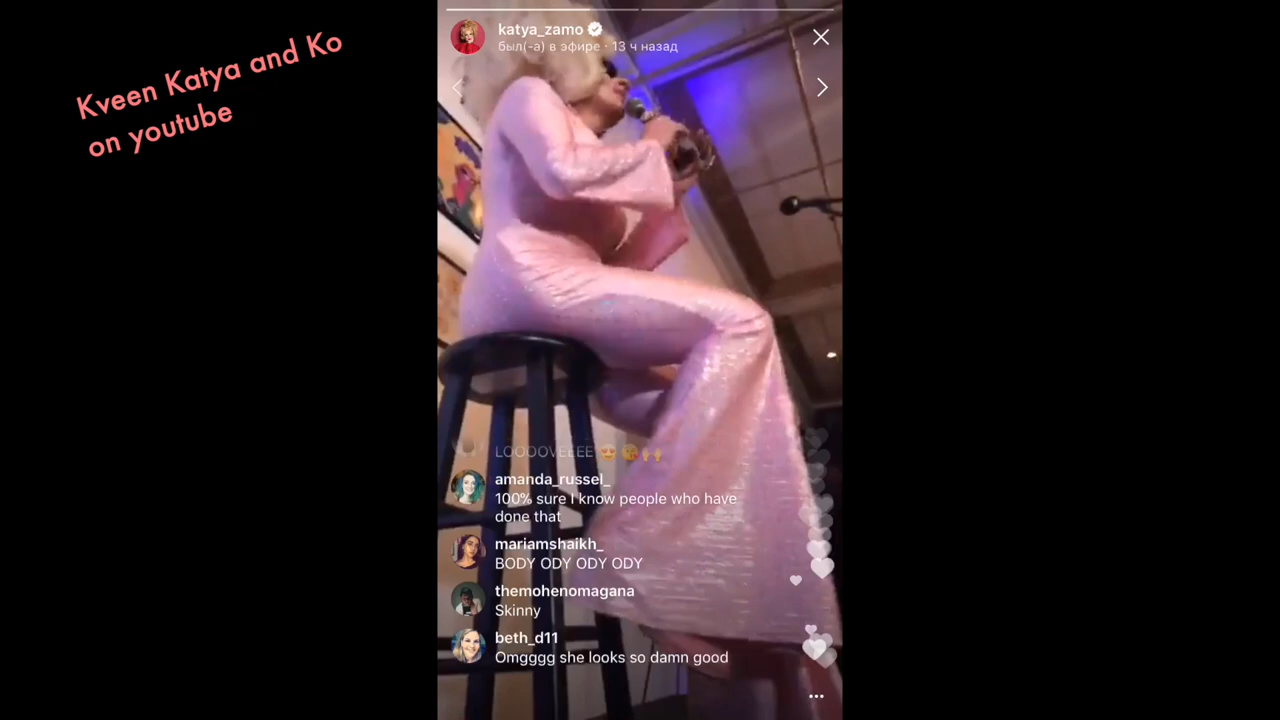 Kveen Katya and Ko
on youtube
katya_zamo
был(-а) в эфире · 13 ч назад
LOOOOVEEEE 😍 😍🙌
amanda_russel_
100% sure I know people who have
done that
mariamshaikh_
BODY ODY ODY ODY
themohenomagana
Skinny
beth_d11
Omgggg she looks so damn good